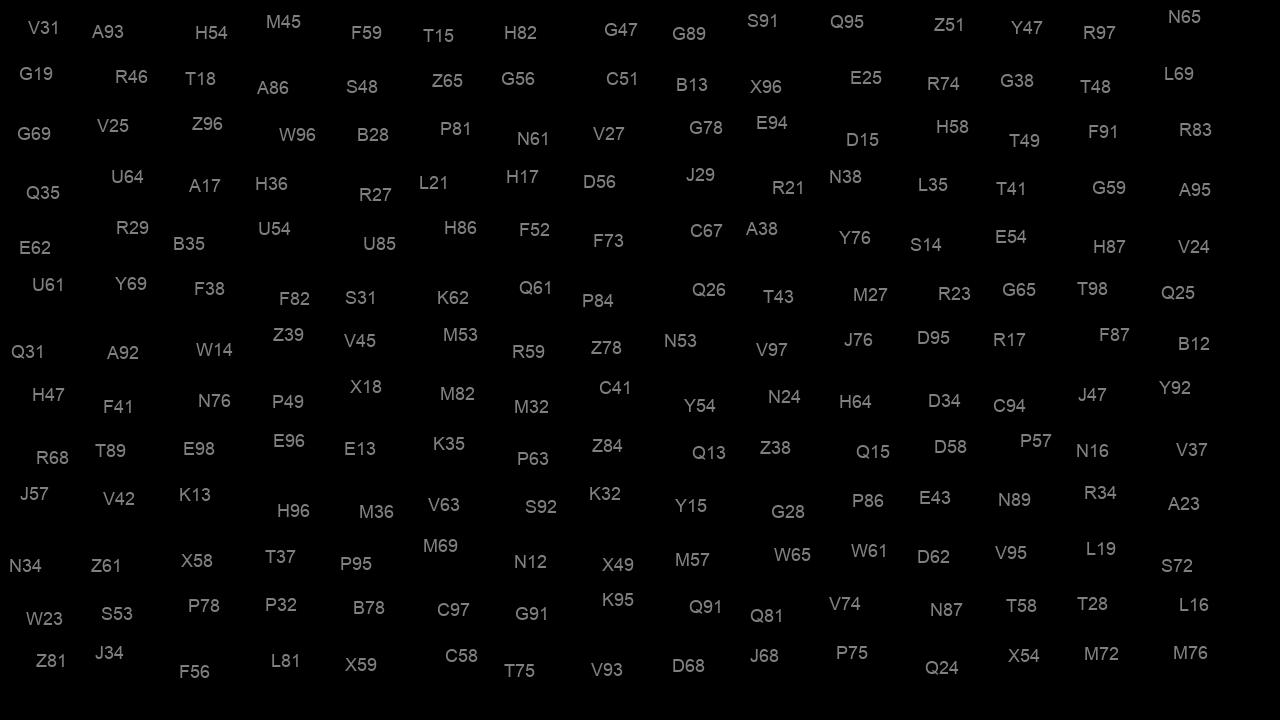 V31 A93 H54 M45 F59 T15 H82 G47 G89 S91 Q95 Z51 Y47 R97 N65
G19 R46 T18 A86 S48 Z65 G56 C51 B13 X96 E25 R74 G38 T48 L69
G69 V25 Z96 W96 B28 P81 N61 V27 G78 E94 D15 H58 T49 F91 R83
Q35 U64 A17 H36 R27 L21 H17 D56 J29 R21 N38 L35 T41 G59 A95
E62 R29 B35 U54 U85 H86 F52 F73 C67 A38 Y76 S14 E54 H87 V24
U61 Y69 F38 F82 S31 K62 Q61 P84 Q26 T43 M27 R23 G65 T98 Q25
Q31 A92 W14 Z39 V45 M53 R59 Z78 N53 V97 J76 D95 R17 F87 B12
H47 F41 N76 P49 X18 M82 M32 C41 Y54 N24 H64 D34 C94 J47 Y92
R68 T89 E98 E96 E13 K35 P63 Z84 Q13 Z38 Q15 D58 P57 N16 V37
J57 V42 K13 H96 M36 V63 S92 K32 Y15 G28 P86 E43 N89 R34 A23
N34 Z61 X58 T37 P95 M69 N12 X49 M57 W65 W61 D62 V95 L19 S72
W23 S53 P78 P32 B78 C97 G91 K95 Q91 Q81 V74 N87 T58 T28 L16
Z81 J34 F56 L81 X59 C58 T75 V93 D68 J68 P75 Q24 X54 M72 M76